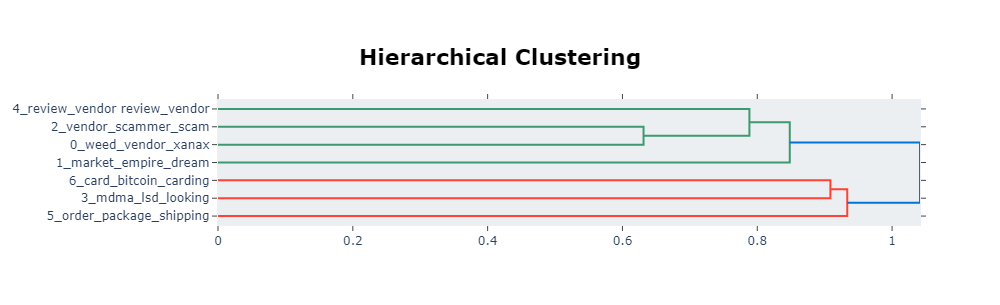 Hierarchical Clustering
4_review_vendor review_vendor
2_vendor_scammer_scam
0_weed_vendor_xanax
1_market_empire_dream
6_card_bitcoin_carding
3_mdma_lsd_looking
5_order_package_shipping
0 0.2 0.4 0.6 0.8 1